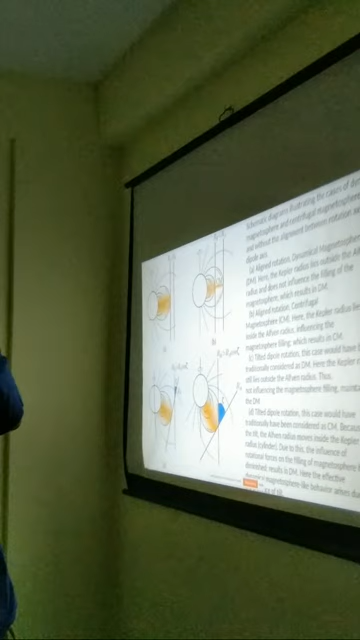 Schematic diagrams illustrating the cases of
magnetosphere and centrifugal magnetosphere
and without the alignment between rotation
dipole axis.
(a) Aligned rotation, Dynamical Magnetosphere
(DM). Here, the Kepler radius lies outside the
radius and does not influence the filling of the
magnetosphere, which results in DM.
(b) Aligned rotation, Centrifugal
Magnetosphere (CM). Here, the Kepler radius lies
inside the Alfven radius, influencing the
magnetosphere filling, which results in CM.
(c) Tilted dipole rotation, this case would have
traditionally considered as DM. Here the Kepler
still lies outside the Alfven radius. Thus,
not influencing the magnetosphere filling,
the DM
(d) Tilted dipole rotation, this case would have
traditionally have been considered as CM.
the tilt, the Alfven radius moves inside the Kepler
radius (cylinder). Due to this, the influence of
rotational forces on the filling of magnetosphere
diminished, results in DM. Here the effective
magnetosphere like behavior arises
of tilt